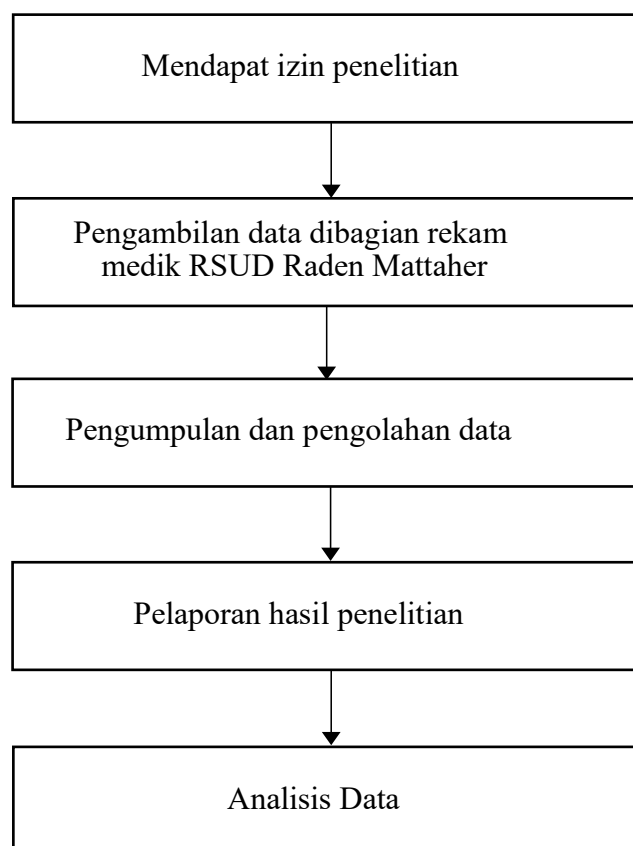 Mendapat izin penelitian
Pengambilan data dibagian rekam
medik RSUD Raden Mattaher
Pengumpulan dan pengolahan data
Pelaporan hasil penelitian
Analisis Data